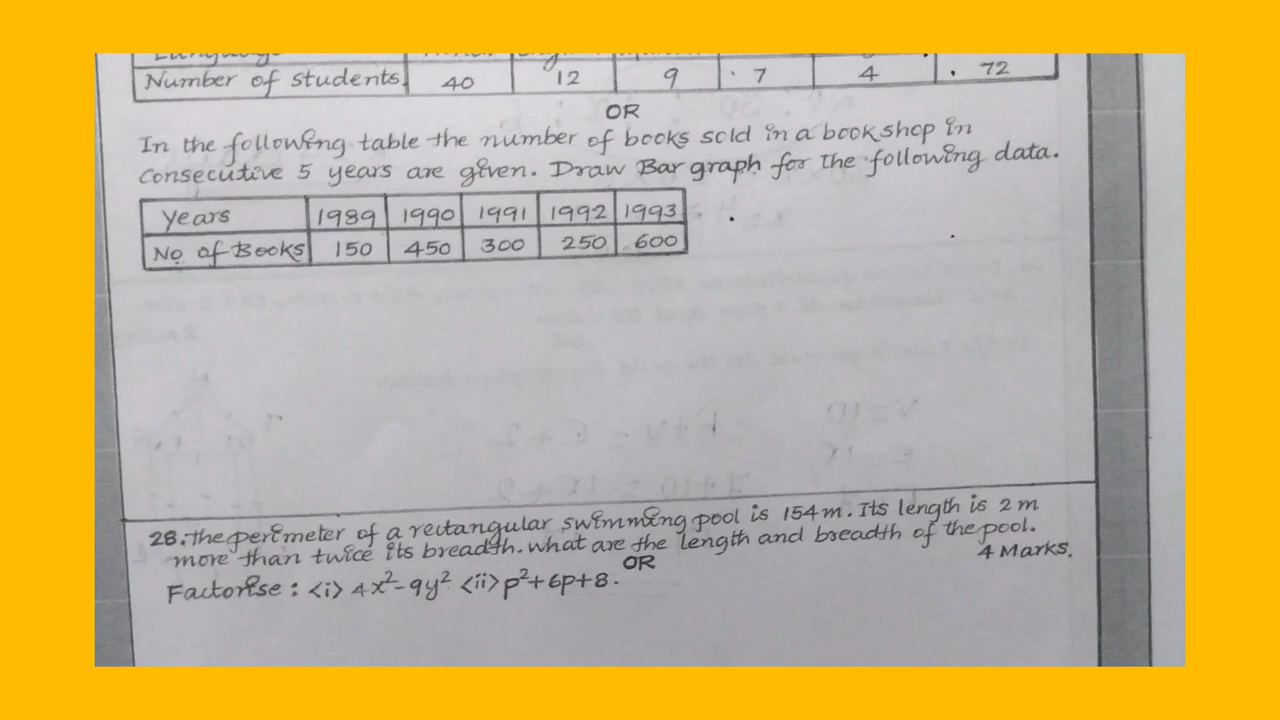 Number of students 40 12 9 7 4 72
OR
In the following table the number of books sold in a book shop in
consecutive 5 years are given. Draw Bar graph for the following data.
Years 1989 1990 1991 1992 1993
No of Books 150 450 300 250 600
28. The perimeter of a rectangular swimming pool is 154m. Its length is 2m
more than twice its breadth. what are the length and breadth of the pool.
4 Marks.
OR
Factorise : <i> 4x²-9y² <ii> p²+6p+8.